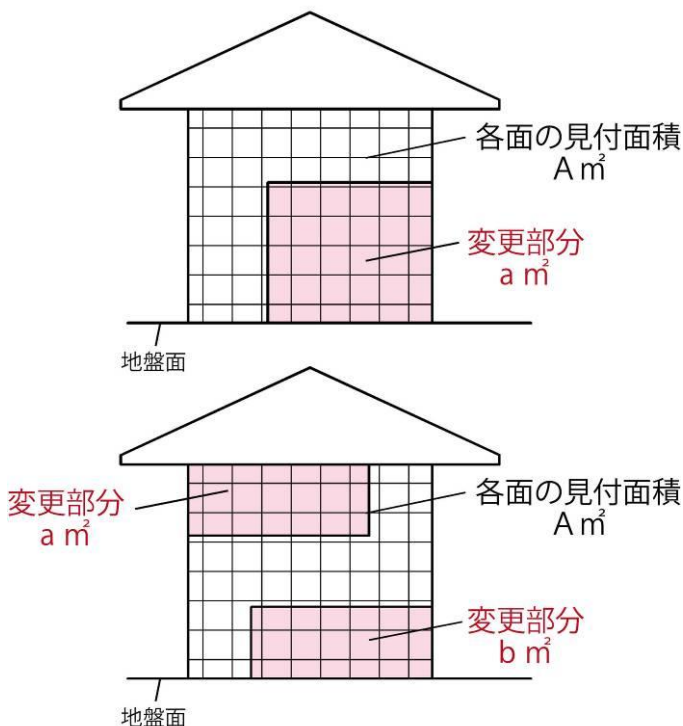 各面の見付面積
A㎡
変更部分
a㎡
地盤面
変更部分
a㎡
各面の見付面積
A㎡
変更部分
b㎡
地盤面